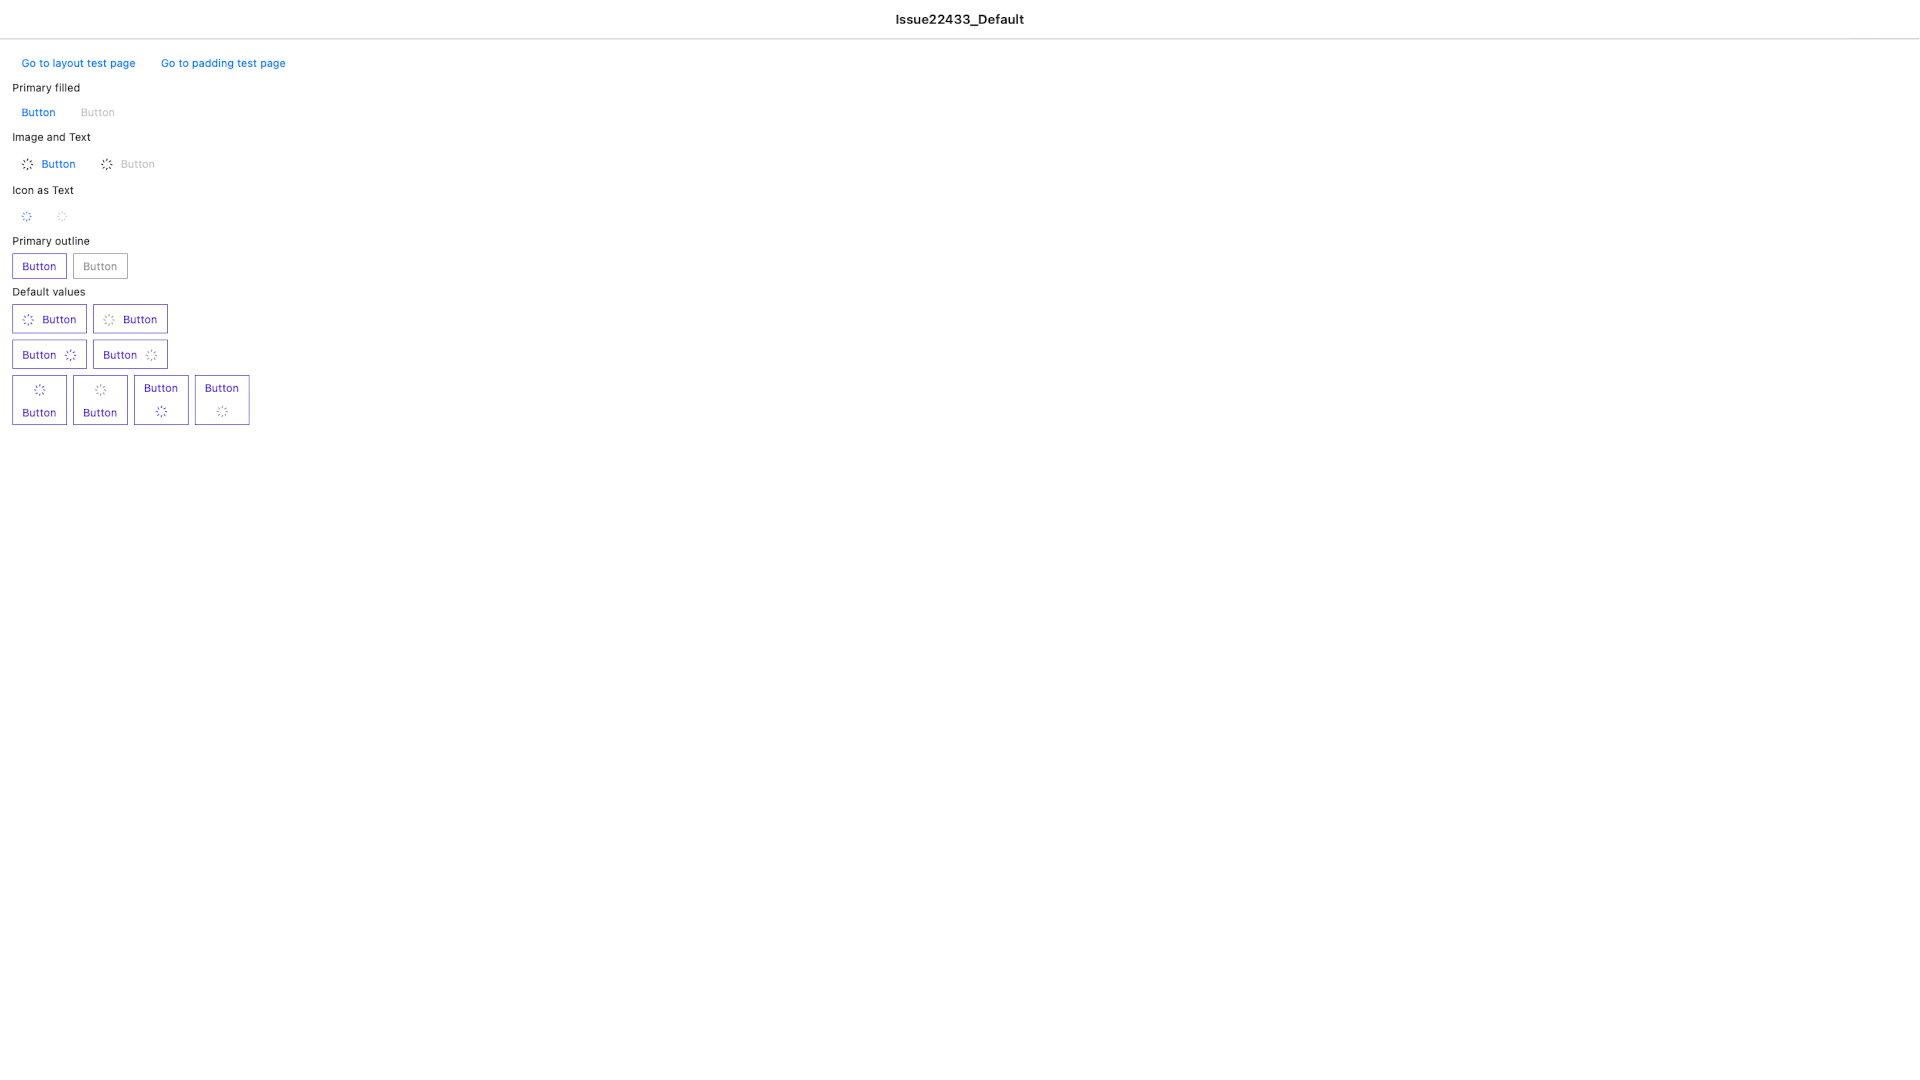 Issue22433_Default
Go to layout test page Go to padding test page
Primary filled
Button Button
Image and Text
Button Button
Icon as Text
Primary outline
Button Button
Default values
Button Button
Button Button
Button Button Button Button